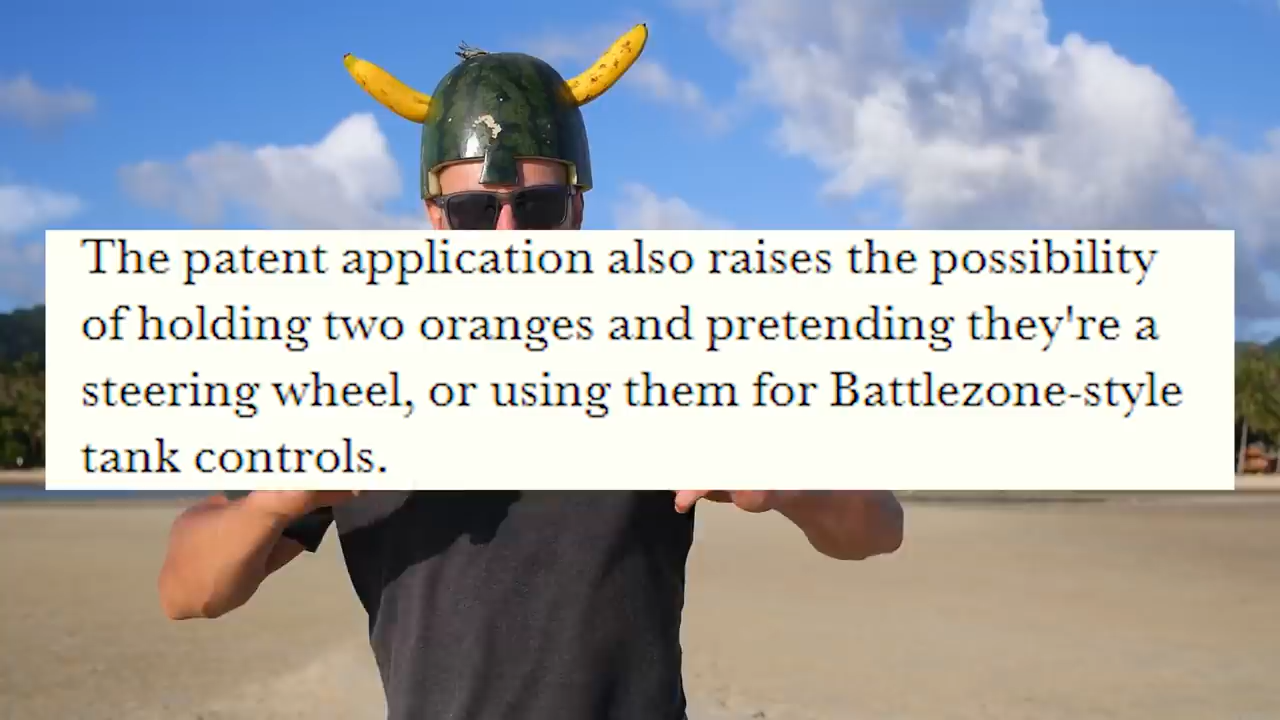 The patent application also raises the possibility
of holding two oranges and pretending they're a
steering wheel, or using them for Battlezone-style
tank controls.